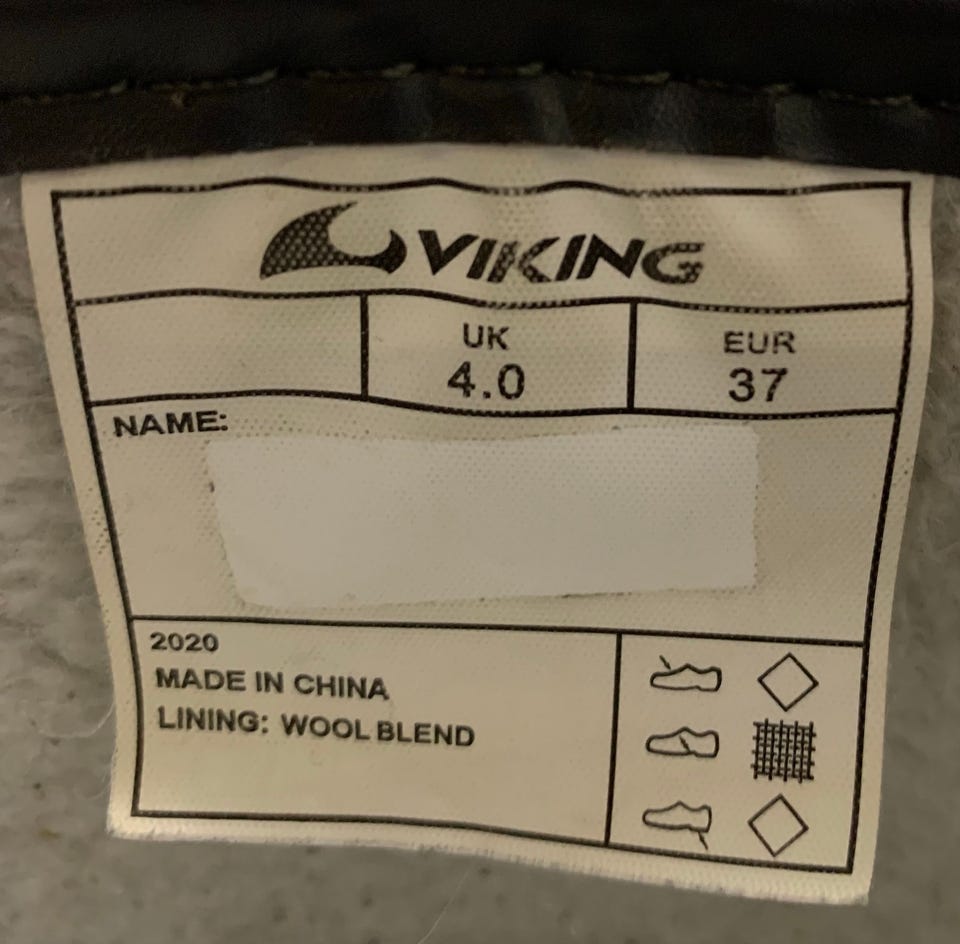 VIKING
UK EUR
4.0 37
NAME:
2020
MADE IN CHINA
LINING: WOOL BLEND